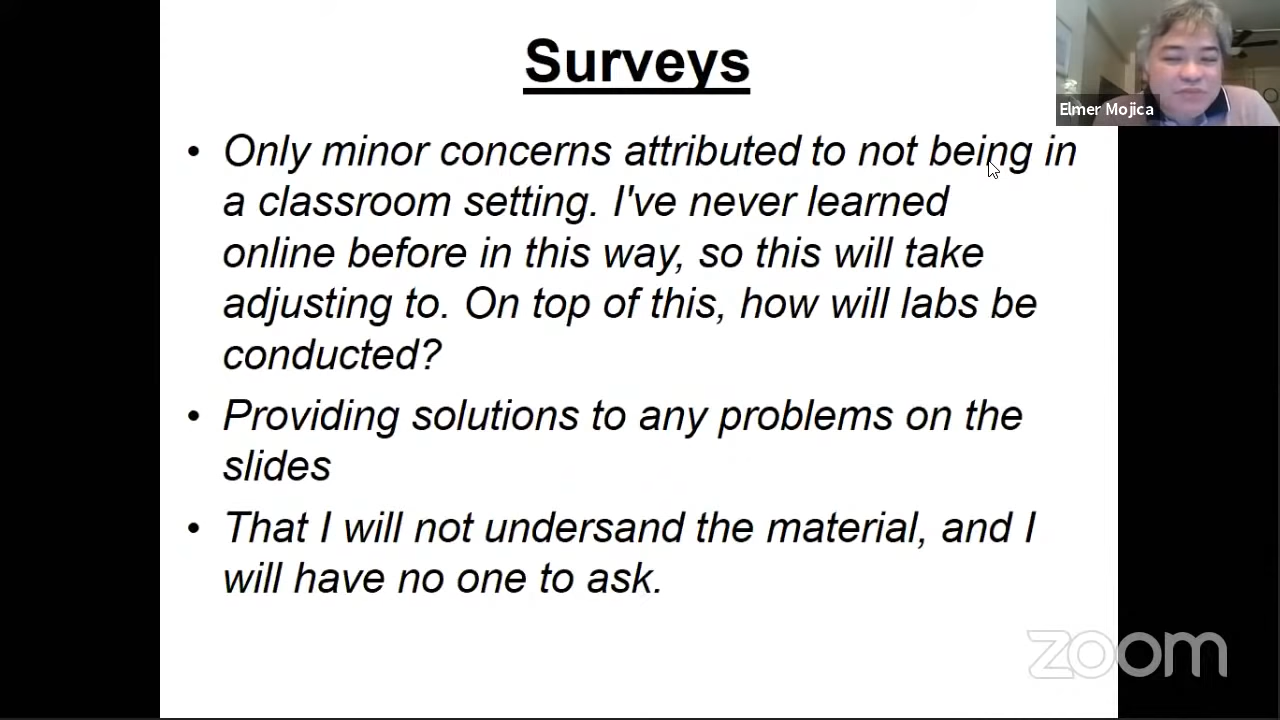 Surveys
Elmer Mojica
• Only minor concerns attributed to not being in
a classroom setting. I've never learned
online before in this way, so this will take
adjusting to. On top of this, how will labs be
conducted?
• Providing solutions to any problems on the
slides
• That I will not undersand the material, and I
will have no one to ask.
zoom